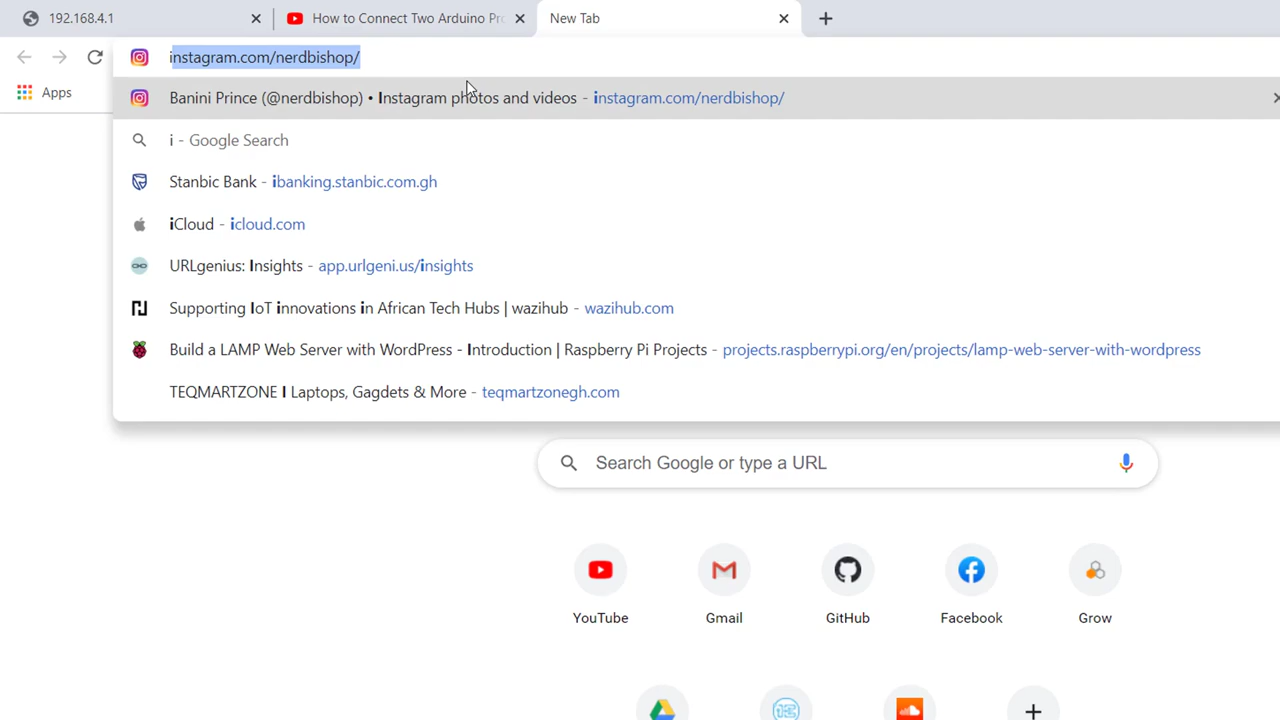 192.168.4.1
How to Connect Two Arduino Pro
New Tab
instagram.com/nerdbishop/
Apps
Banini Prince (@nerdbishop) • Instagram photos and videos - instagram.com/nerdbishop/
i - Google Search
Stanbic Bank - ibanking.stanbic.com.gh
iCloud - icloud.com
URLgenius: Insights - app.urlgeni.us/insights
Supporting IoT innovations in African Tech Hubs | wazihub - wazihub.com
Build a LAMP Web Server with WordPress - Introduction | Raspberry Pi Projects - projects.raspberrypi.org/en/projects/lamp-web-server-with-wordpress
TEQMARTZONE I Laptops, Gagdets & More - teqmartzonegh.com
Search Google or type a URL
YouTube
Gmail
GitHub
Facebook
Grow